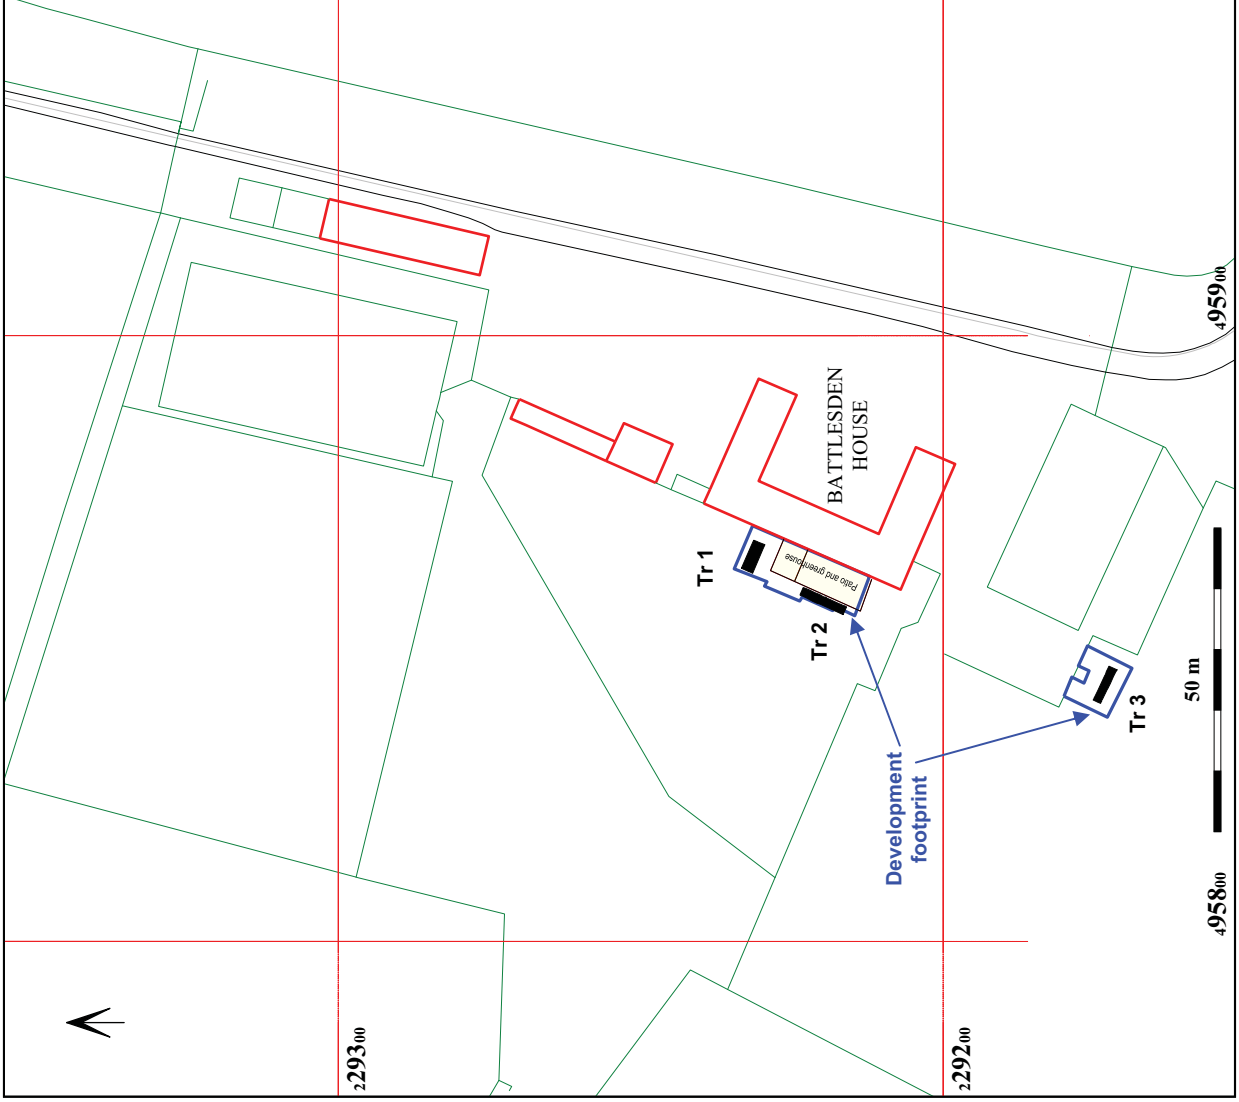 Tr 1
Patio and greenhouse
Tr 2
BATTLESDEN
HOUSE
Development
footprint
Tr 3
50 m
229300
229200
495800
495900